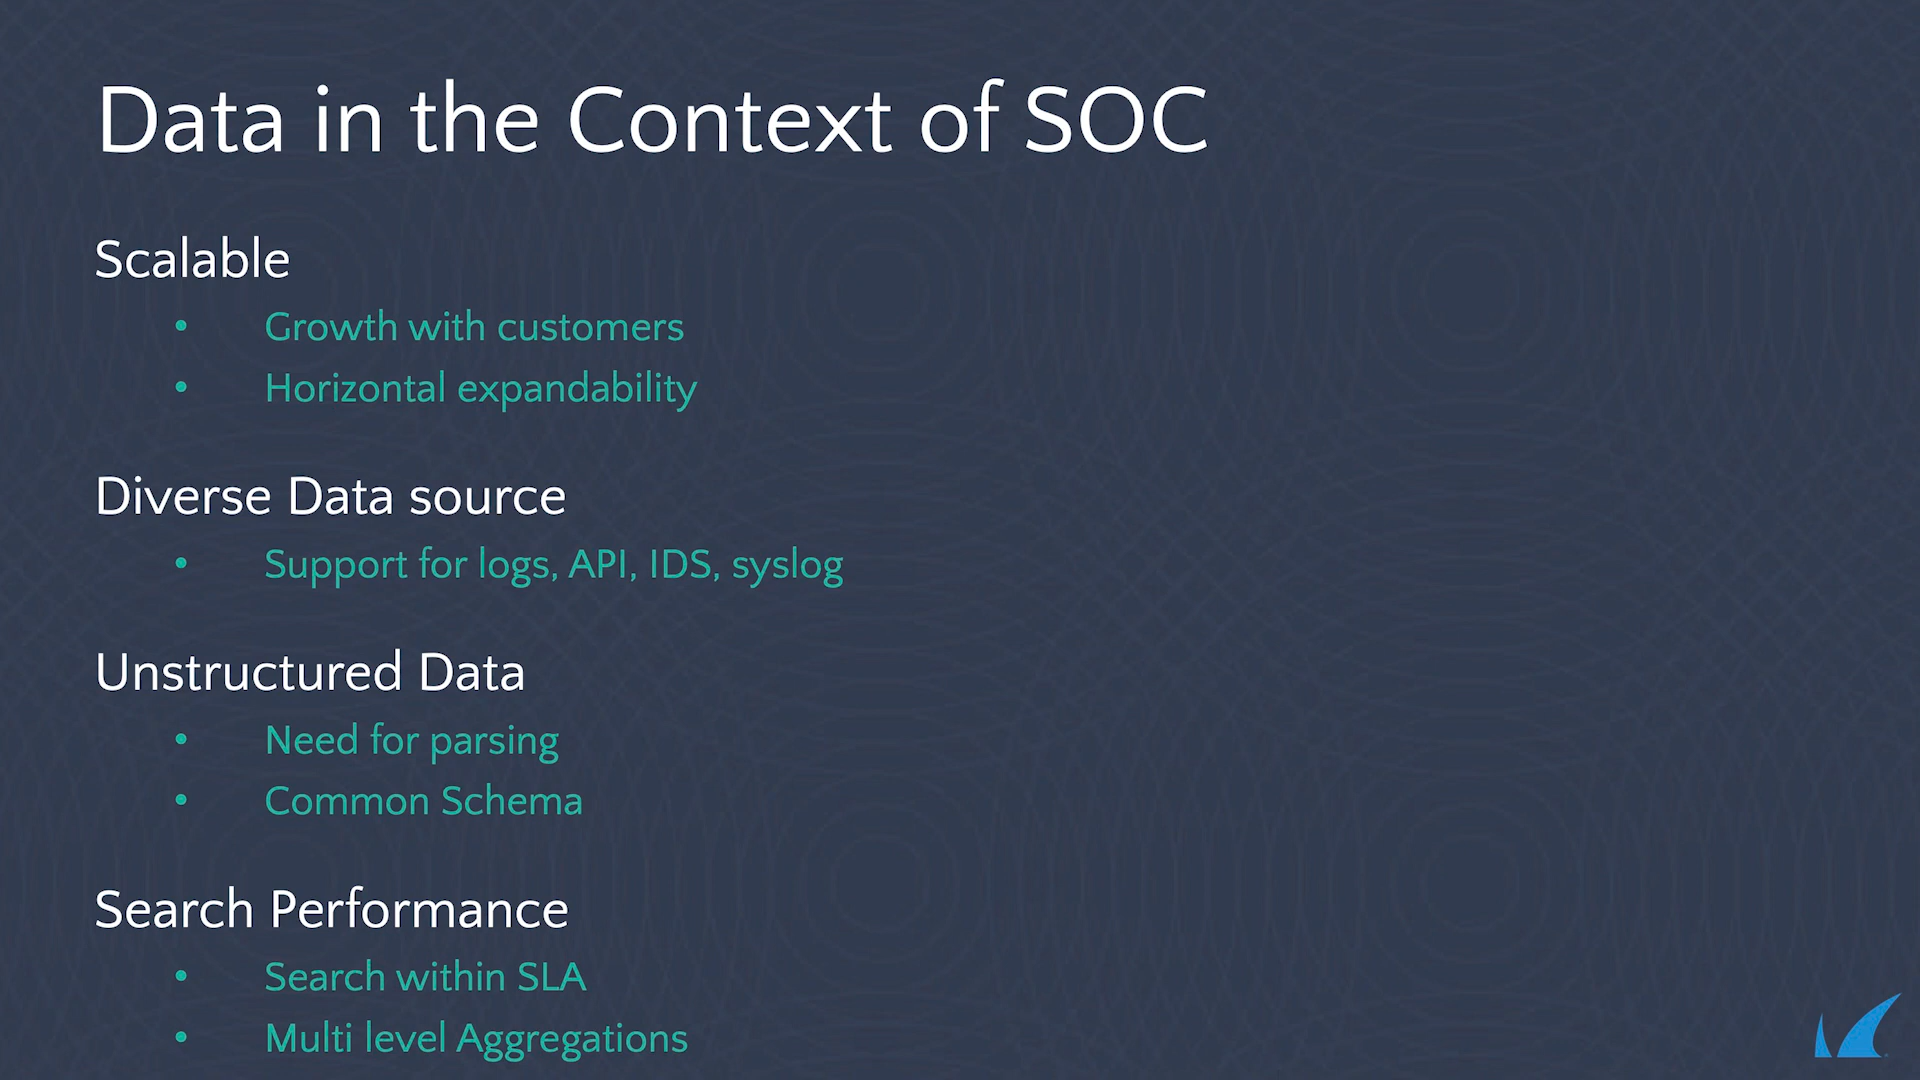 Data in the Context of SOC
Scalable
• Growth with customers
• Horizontal expandability
Diverse Data source
• Support for logs, API, IDS, syslog
Unstructured Data
• Need for parsing
• Common Schema
Search Performance
• Search within SLA
• Multi level Aggregations